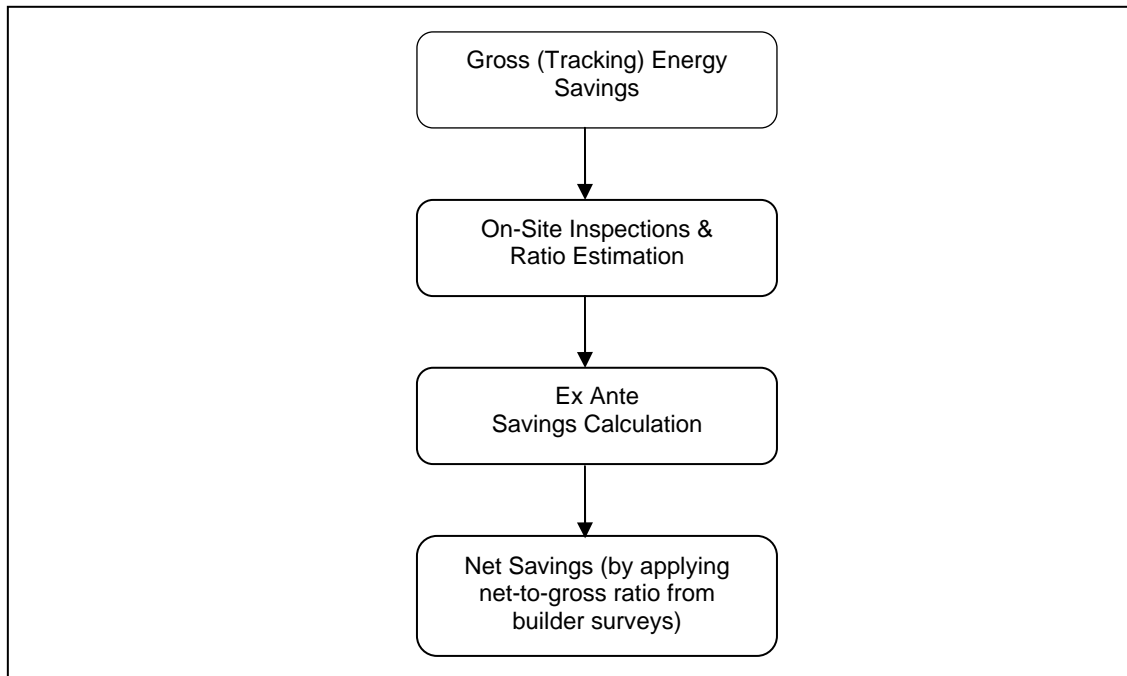 Gross (Tracking) Energy
Savings
On-Site Inspections &
Ratio Estimation
Ex Ante
Savings Calculation
Net Savings (by applying
net-to-gross ratio from
builder surveys)